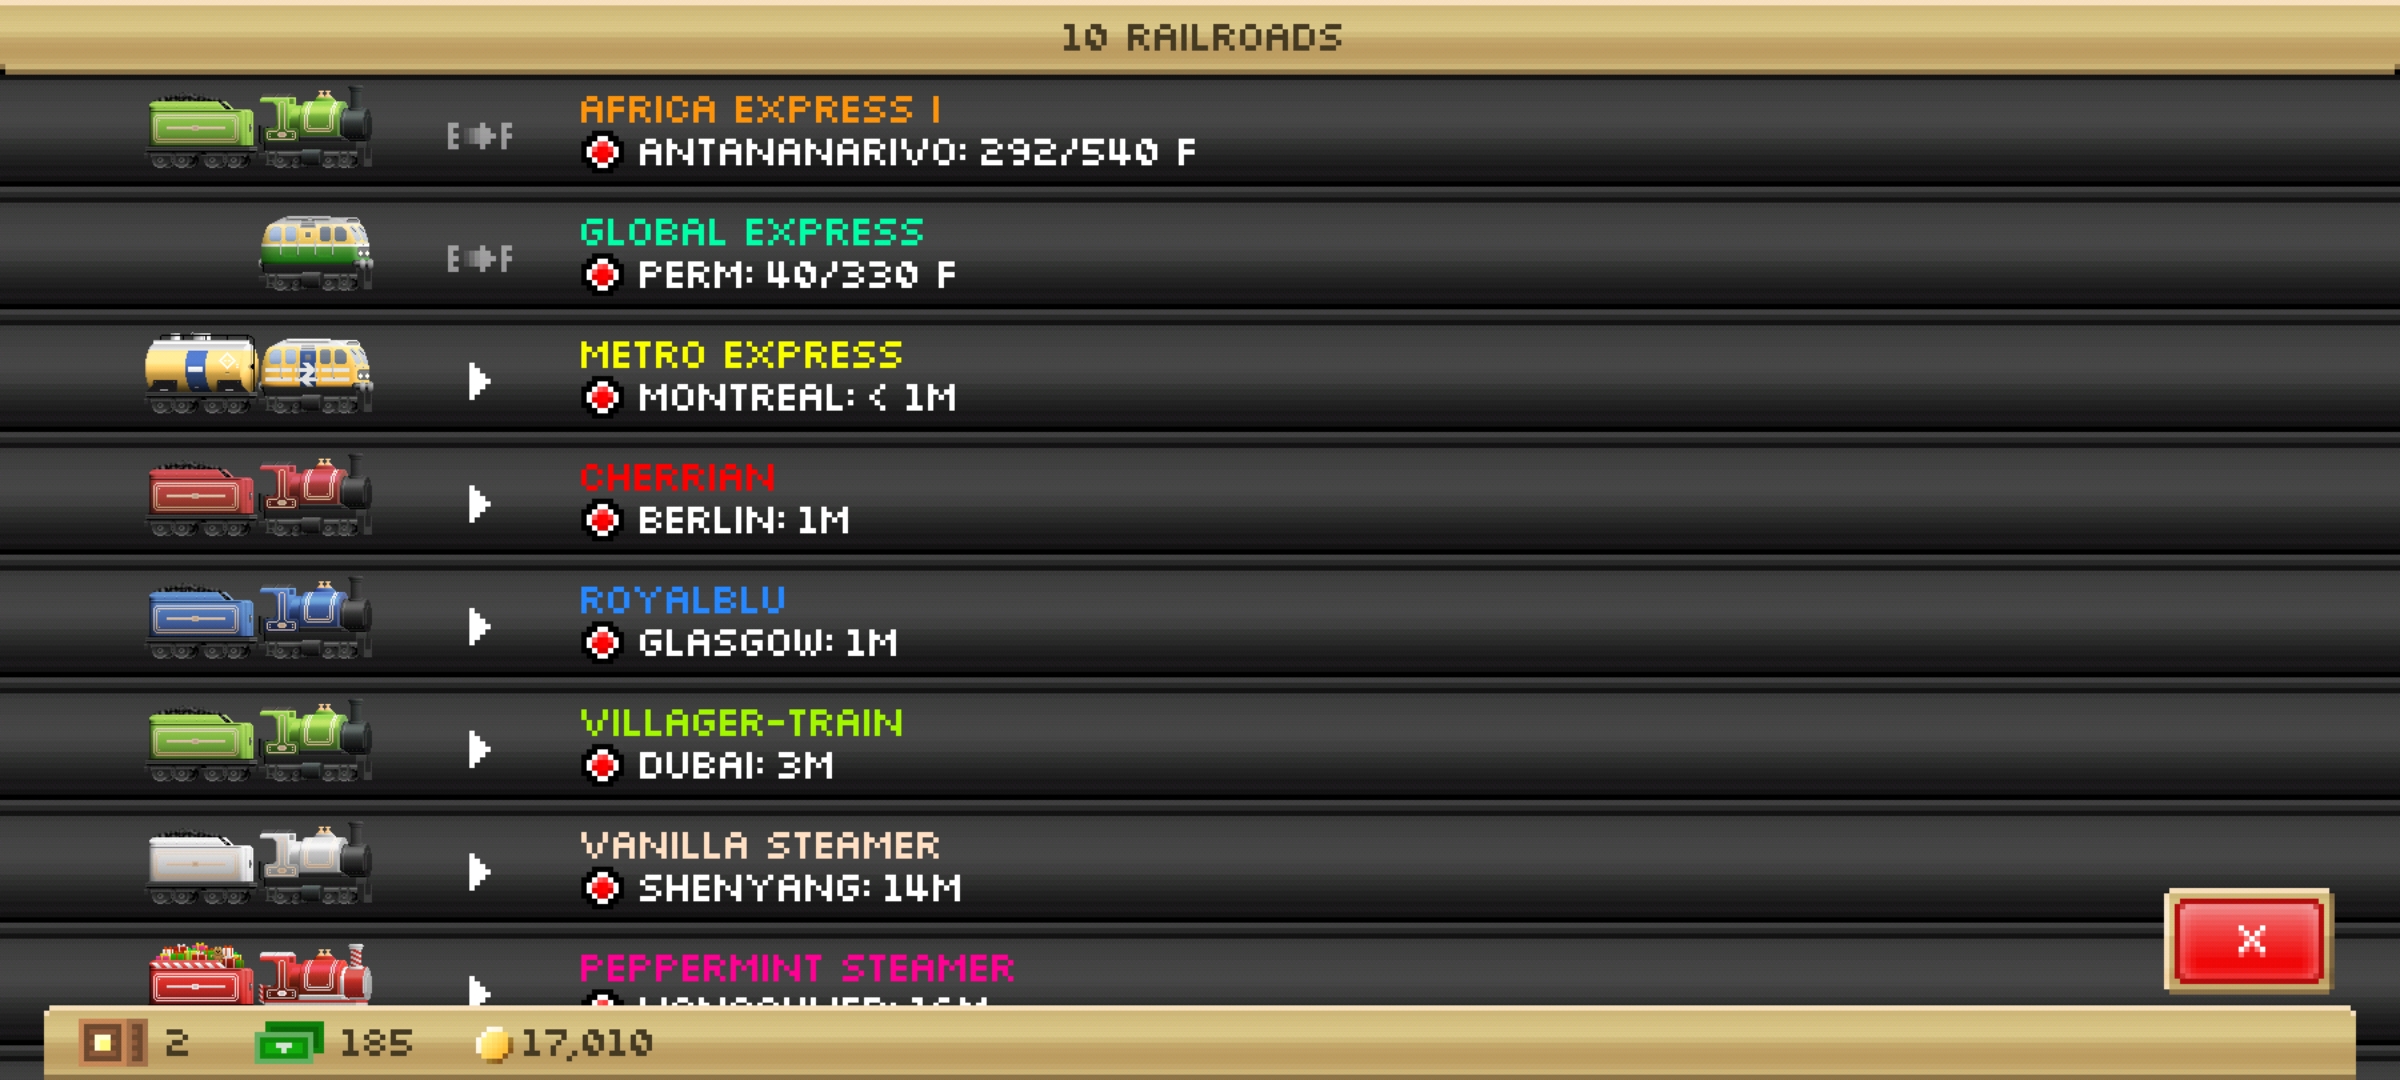 10 RAILROADS
AFRICA EXPRESS I
E F
ANTANANARIVO: 292/540 F
GLOBAL EXPRESS
E F
PERM: 40/330 F
METRO EXPRESS
MONTREAL: < 1M
CHERRIAN
BERLIN: 1M
ROYALBLU
GLASGOW: 1M
VILLAGER-TRAIN
DUBAI: 3M
VANILLA STEAMER
SHENYANG: 14M
X
PEPPERMINT STEAMER
2 185 17,010